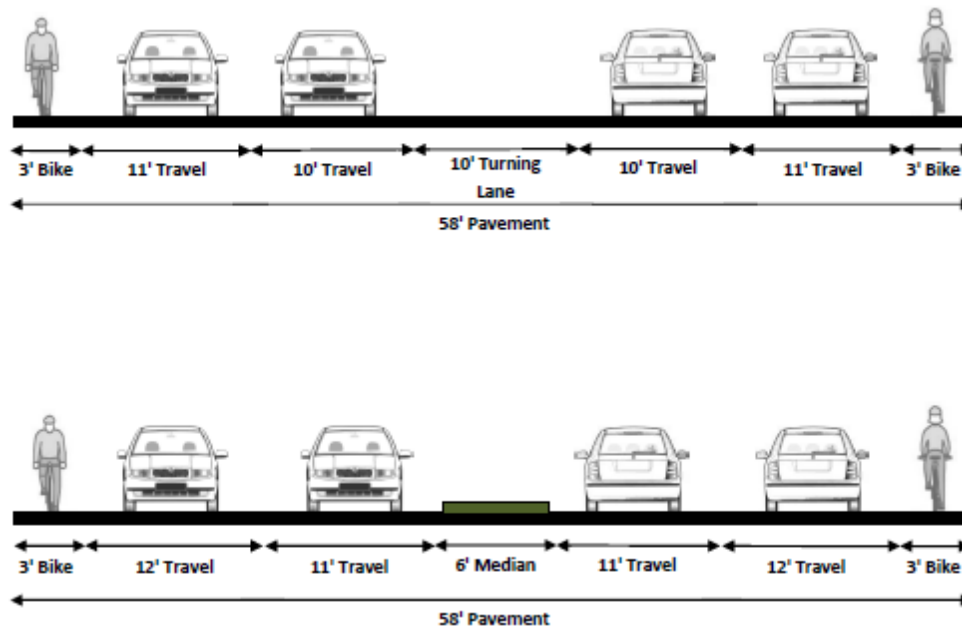 3' Bike 11' Travel 10' Travel 10' Turning 10' Travel 11' Travel 3' Bike
Lane
58' Pavement
3' Bike 12' Travel 11' Travel 6' Median 11' Travel 12' Travel 3' Bike
58' Pavement